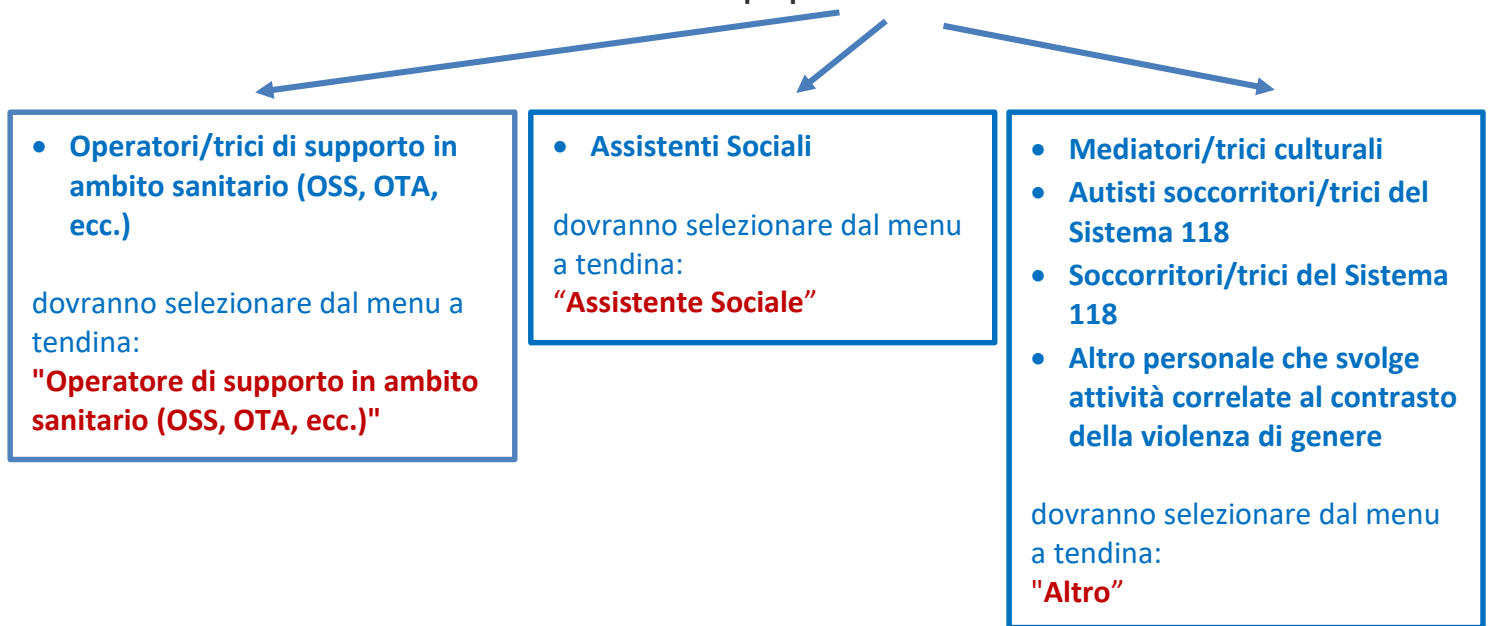 • Operatori/trici di supporto in
ambito sanitario (OSS, OTA,
ecc.)
dovranno selezionare dal menu a
tendina:
"Operatore di supporto in ambito
sanitario (OSS, OTA, ecc.)"
• Assistenti Sociali
dovranno selezionare dal menu
a tendina:
“Assistente Sociale”
• Mediatori/trici culturali
• Autisti soccorritori/trici del
Sistema 118
• Soccorritori/trici del Sistema
118
• Altro personale che svolge
attività correlate al contrasto
della violenza di genere
dovranno selezionare dal menu
a tendina:
"Altro”